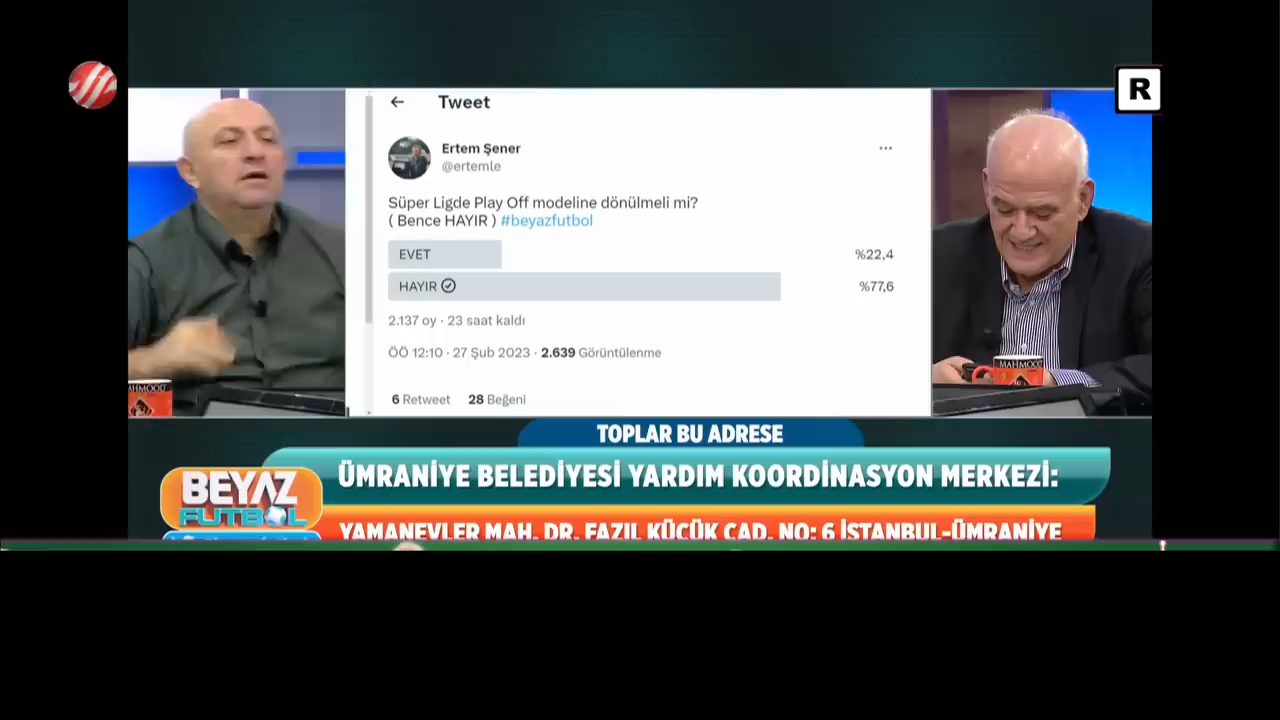 R
Tweet
Ertem Şener
@ertemle
Süper Ligde Play Off modeline dönülmeli mi?
( Bence HAYIR ) #beyazfutbol
EVET %22,4
HAYIR %77,6
2.137 oy · 23 saat kaldı
ÖÖ 12:10 · 27 Şub 2023 · 2.639 Görüntülenme
6 Retweet 28 Beğeni
MAHMOOD
MAHMOOD
TOPLAR BU ADRESE
BEYAZ
FUTBOL
ÜMRANİYE BELEDİYESİ YARDIM KOORDİNASYON MERKEZİ:
YAMANEVLER MAH. DR. FAZIL KÜÇÜK CAD. NO: 6 İSTANBUL-ÜMRANİYE